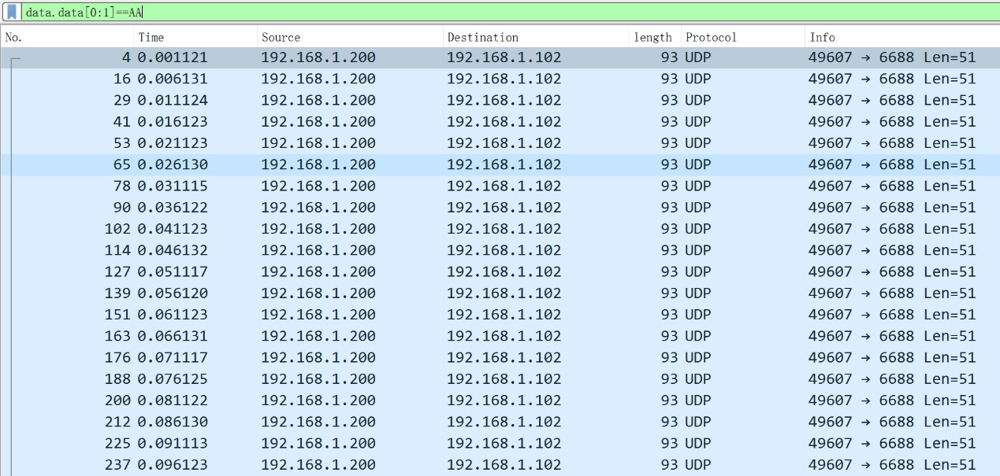 data.data[0:1]==AA
No. Time Source Destination length Protocol Info
4 0.001121 192.168.1.200 192.168.1.102 93 UDP 49607 → 6688 Len=51
16 0.006131 192.168.1.200 192.168.1.102 93 UDP 49607 → 6688 Len=51
29 0.011124 192.168.1.200 192.168.1.102 93 UDP 49607 → 6688 Len=51
41 0.016123 192.168.1.200 192.168.1.102 93 UDP 49607 → 6688 Len=51
53 0.021123 192.168.1.200 192.168.1.102 93 UDP 49607 → 6688 Len=51
65 0.026130 192.168.1.200 192.168.1.102 93 UDP 49607 → 6688 Len=51
78 0.031115 192.168.1.200 192.168.1.102 93 UDP 49607 → 6688 Len=51
90 0.036122 192.168.1.200 192.168.1.102 93 UDP 49607 → 6688 Len=51
102 0.041123 192.168.1.200 192.168.1.102 93 UDP 49607 → 6688 Len=51
114 0.046132 192.168.1.200 192.168.1.102 93 UDP 49607 → 6688 Len=51
127 0.051117 192.168.1.200 192.168.1.102 93 UDP 49607 → 6688 Len=51
139 0.056120 192.168.1.200 192.168.1.102 93 UDP 49607 → 6688 Len=51
151 0.061123 192.168.1.200 192.168.1.102 93 UDP 49607 → 6688 Len=51
163 0.066131 192.168.1.200 192.168.1.102 93 UDP 49607 → 6688 Len=51
176 0.071117 192.168.1.200 192.168.1.102 93 UDP 49607 → 6688 Len=51
188 0.076125 192.168.1.200 192.168.1.102 93 UDP 49607 → 6688 Len=51
200 0.081122 192.168.1.200 192.168.1.102 93 UDP 49607 → 6688 Len=51
212 0.086130 192.168.1.200 192.168.1.102 93 UDP 49607 → 6688 Len=51
225 0.091113 192.168.1.200 192.168.1.102 93 UDP 49607 → 6688 Len=51
237 0.096123 192.168.1.200 192.168.1.102 93 UDP 49607 → 6688 Len=51